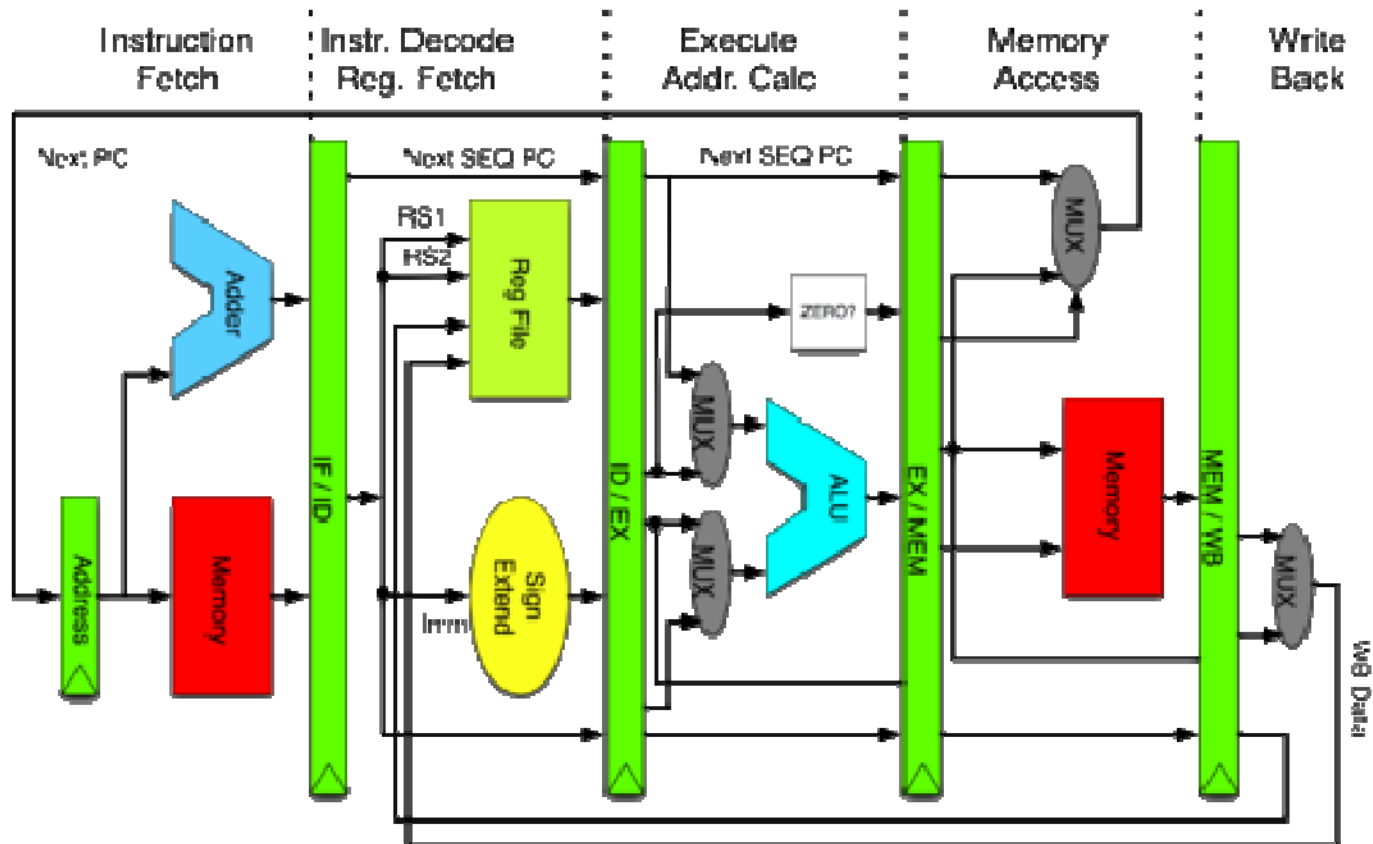 Instruction
Fetch
Instr. Decode
Reg. Fetch
Execute
Addr. Calc
Memory
Access
Write
Back
Next PC
Next SEQ PC
Next SEQ PC
RS1
RS2
Reg File
MUX
Adder
ZERO?
MUX
IF / ID
ID / EX
ALU
EX / MEM
Memory
MEM / WB
Address
Memory
Sign
Extend
Imm
MUX
MUX
WB Data